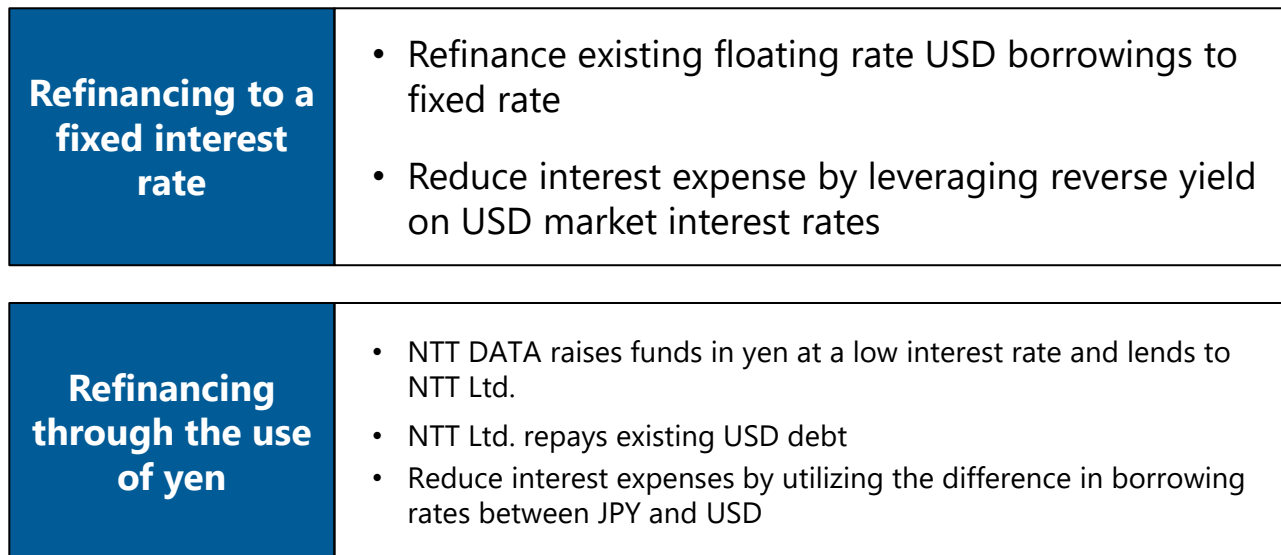 Refinancing to a
fixed interest
rate
• Refinance existing floating rate USD borrowings to
fixed rate
• Reduce interest expense by leveraging reverse yield
on USD market interest rates
Refinancing
through the use
of yen
• NTT DATA raises funds in yen at a low interest rate and lends to
NTT Ltd.
• NTT Ltd. repays existing USD debt
• Reduce interest expenses by utilizing the difference in borrowing
rates between JPY and USD